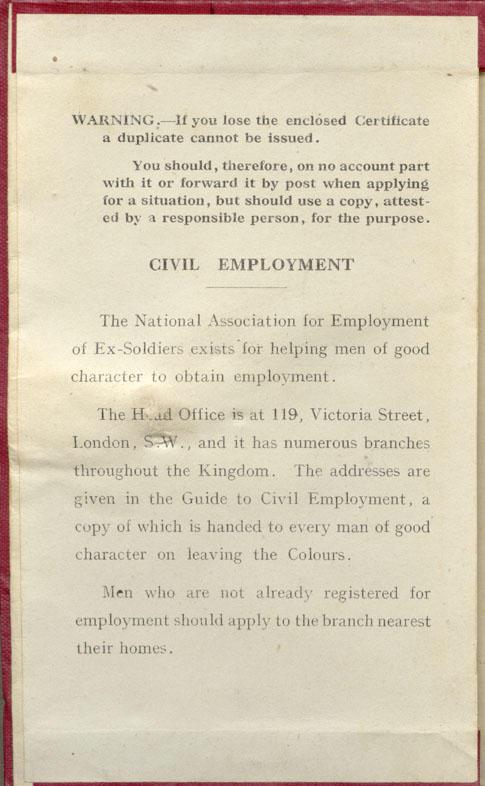 WARNING.—If you lose the enclosed Certificate
a duplicate cannot be issued.
You should, therefore, on no account part
with it or forward it by post when applying
for a situation, but should use a copy, attest-
ed by a responsible person, for the purpose.
CIVIL EMPLOYMENT
The National Association for Employment
of Ex-Soldiers exists for helping men of good
character to obtain employment.
The Head Office is at 119, Victoria Street,
London, S.W., and it has numerous branches
throughout the Kingdom. The addresses are
given in the Guide to Civil Employment, a
copy of which is handed to every man of good
character on leaving the Colours.
Men who are not already registered for
employment should apply to the branch nearest
their homes.